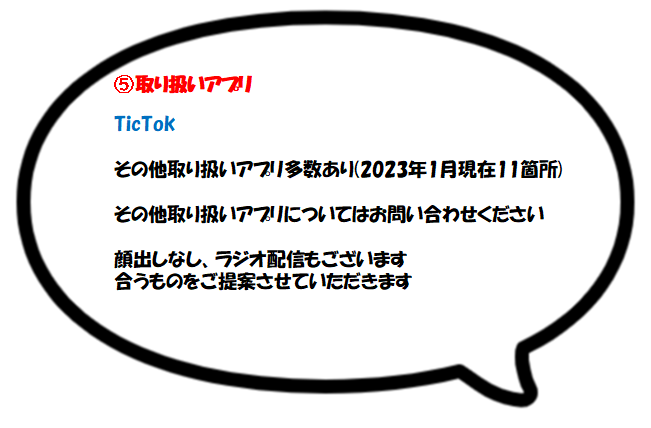 ⑤取り扱いアプリ
TicTok
その他取り扱いアプリ多数あり(2023年1月現在11箇所)
その他取り扱いアプリについてはお問い合わせください
顔出しなし、ラジオ配信もございます
合うものをご提案させていただきます